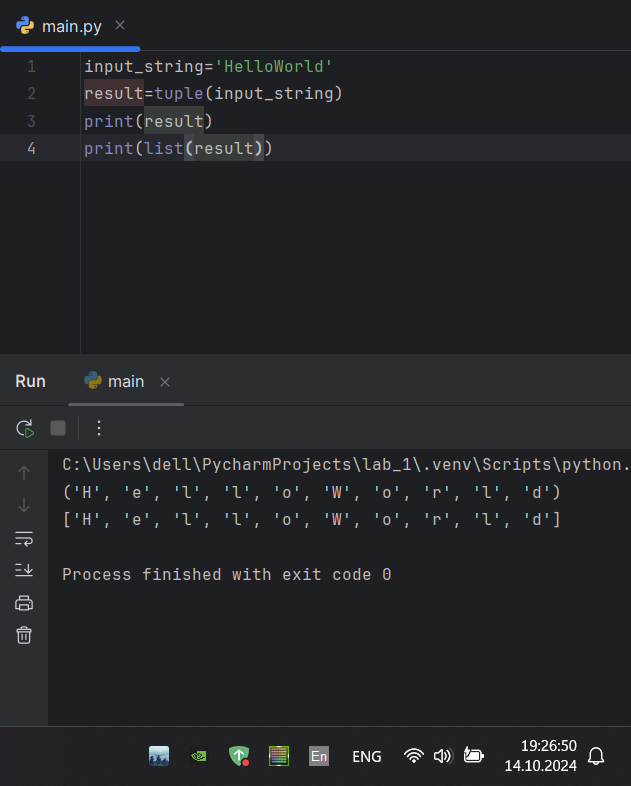 main.py
1 input_string='HelloWorld'
2 result=tuple(input_string)
3 print(result)
4 print(list(result))
Run main
C:\Users\dell\PycharmProjects\lab_1\.venv\Scripts\python.
('H', 'e', 'l', 'l', 'o', 'W', 'o', 'r', 'l', 'd')
['H', 'e', 'l', 'l', 'o', 'W', 'o', 'r', 'l', 'd']
Process finished with exit code 0
En ENG 19:26:50
14.10.2024